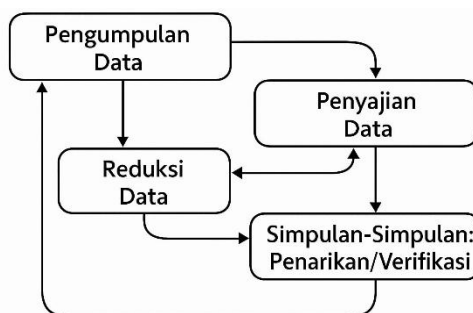 Pengumpulan
Data
Penyajian
Data
Reduksi
Data
Simpulan-Simpulan:
Penarikan/Verifikasi